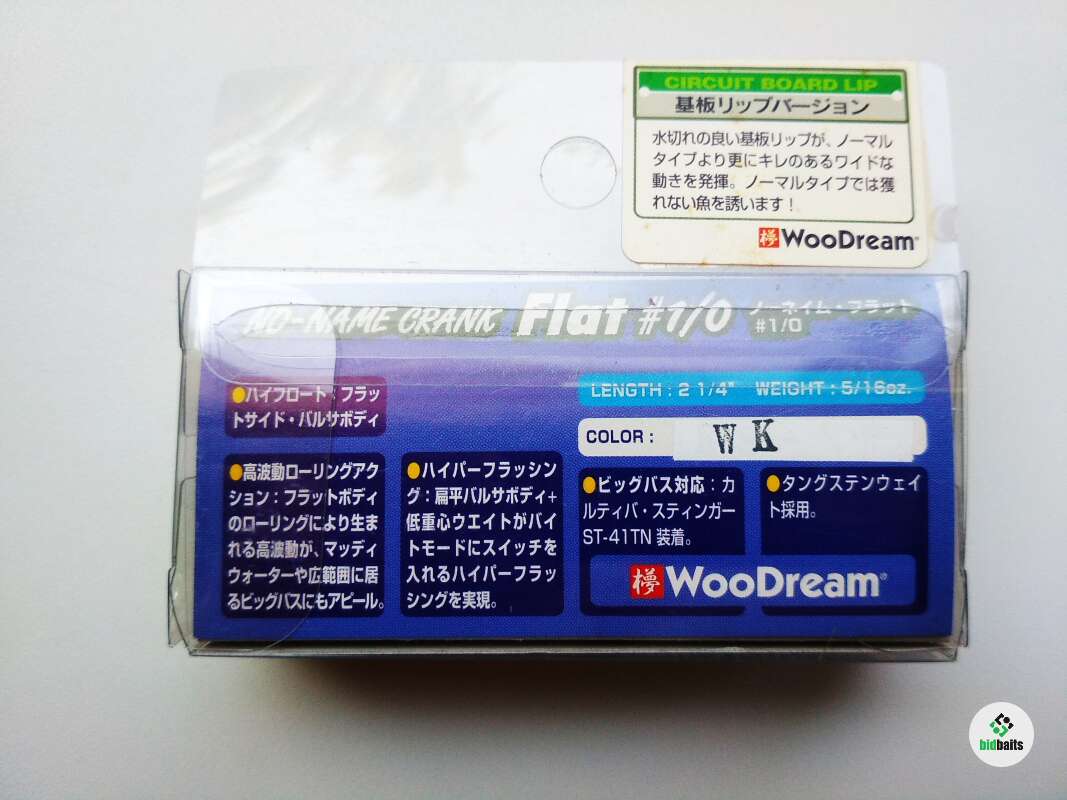 CIRCUIT BOARD LIP
基板リップバージョン
水切れの良い基板リップが、ノーマル
タイプより更にキレのあるワイドな
動きを発揮。ノーマルタイプでは獲
れない魚を誘います!
夢 WooDream®
NO-NAME CRANK Flat #1/0
ノーネイム・フラット
#1/0
●ハイフロート・フラッ
トサイド・バルサボディ
LENGTH : 2 1/4" WEIGHT : 5/16oz.
COLOR : W K
●高波動ローリングアク
ション:フラットボディ
のローリングにより生ま
れる高波動が、マッディ
ウォーターや広範囲に居
るビッグバスにもアピール。
●ハイパーフラッシン
グ:扁平バルサボディ+
低重心ウエイトがバイ
トモードにスイッチを
入れるハイパーフラッ
シングを実現。
●ビッグバス対応:カ
ルティバ・スティンガー
ST-41TN 装着。
●タングステンウェイ
ト採用。
夢 WooDream®
bidbaits